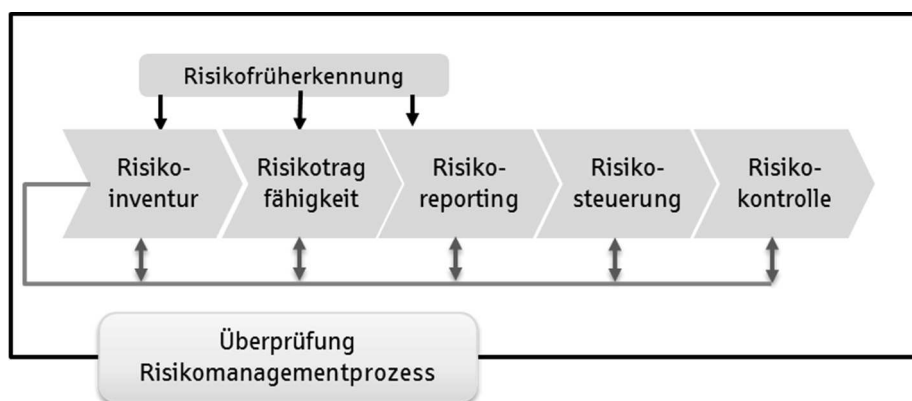 Risikofrüherkennung
Risiko-
inventur
Risikotrag
fähigkeit
Risiko-
reporting
Risiko-
steuerung
Risiko-
kontrolle
Überprüfung
Risikomanagementprozess